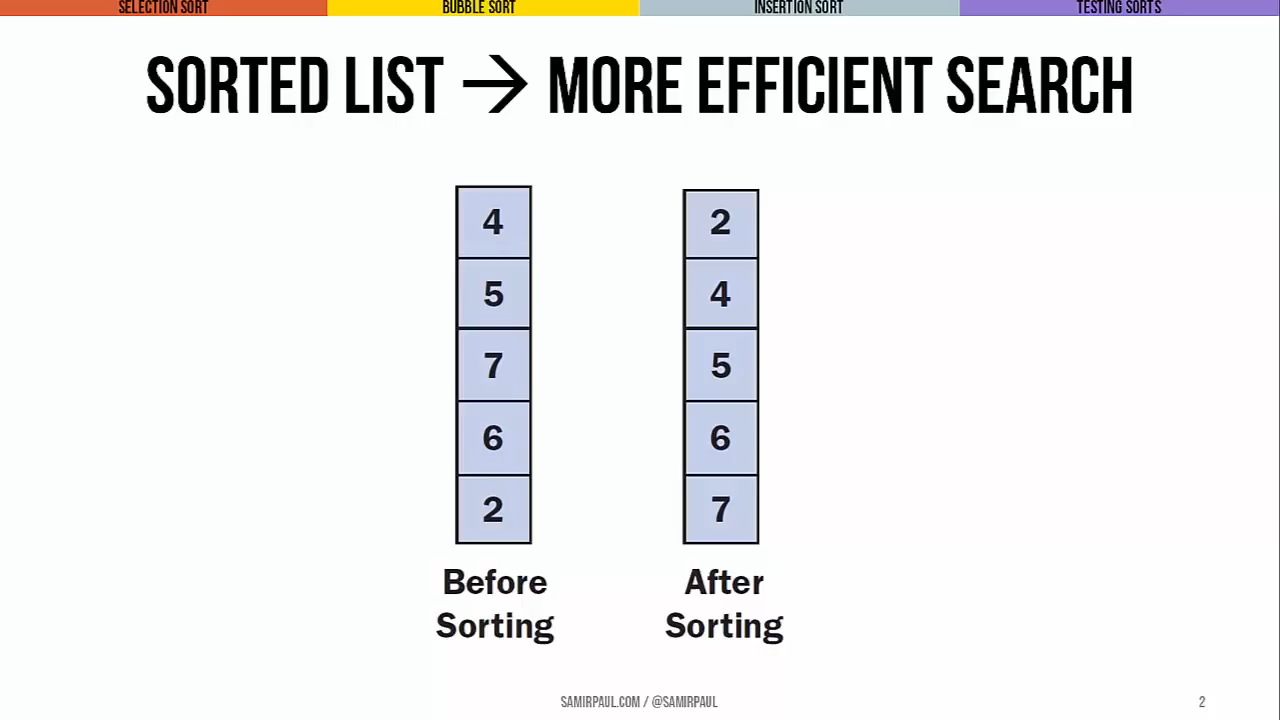 SELECTION SORT
BUBBLE SORT
INSERTION SORT
TESTING SORTS
SORTED LIST → MORE EFFICIENT SEARCH
4
5
7
6
2
Before
Sorting
2
4
5
6
7
After
Sorting
SAMIRPAUL.COM / @SAMIRPAUL
2